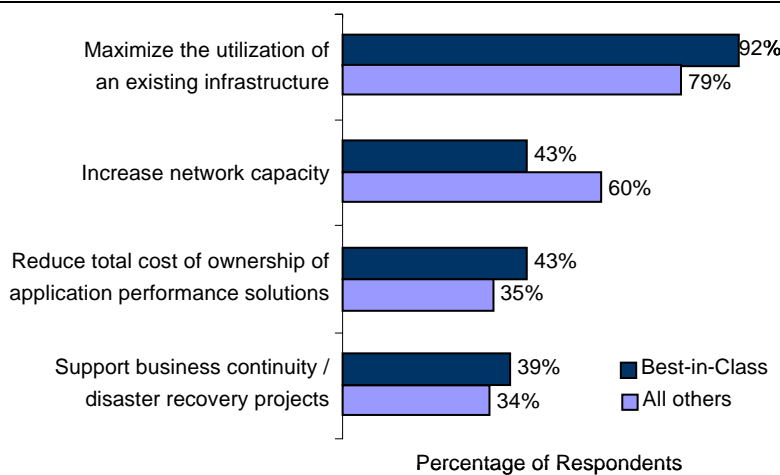 Maximize the utilization of
an existing infrastructure
92%
79%
Increase network capacity
43%
60%
Reduce total cost of ownership of
application performance solutions
43%
35%
Support business continuity /
disaster recovery projects
39%
34%
Best-in-Class
All others
Percentage of Respondents